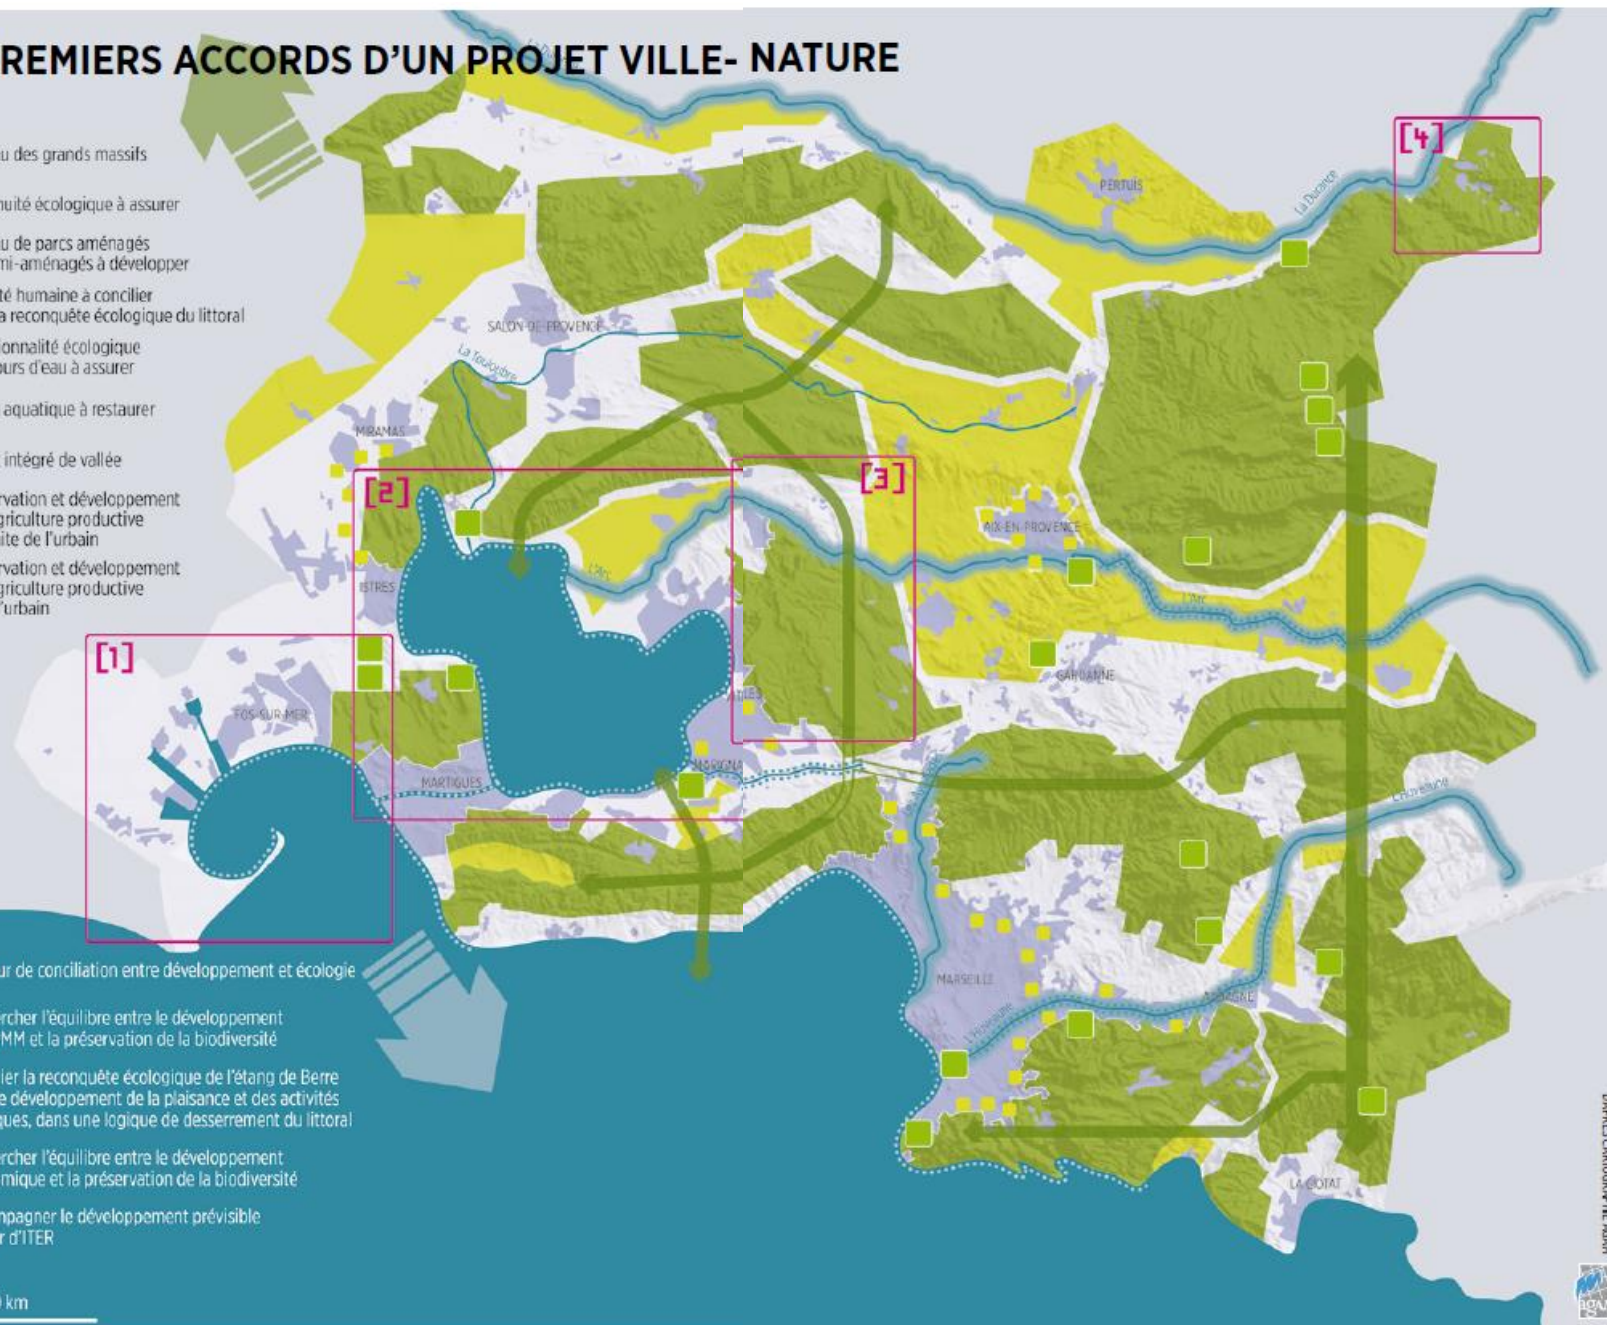 REMIERS ACCORDS D'UN PROJET VILLE- NATURE
u des grands massifs
nuité écologique à assurer
u de parcs aménagés
mi-aménagés à développer
té humaine à concilier
a reconquête écologique du littoral
ionnalité écologique
ours d'eau à assurer
aquatique à restaurer
intégré de vallée
rvation et développement
griculture productive
ite de l'urbain
rvation et développement
griculture productive
l'urbain
ur de conciliation entre développement et écologie
rcher l'équilibre entre le développement
MM et la préservation de la biodiversité
ier la reconquête écologique de l'étang de Berre
e développement de la plaisance et des activités
ques, dans une logique de desserrement du littoral
rcher l'équilibre entre le développement
mique et la préservation de la biodiversité
mpagner le développement prévisible
r d'ITER
km
La Durance
[4]
PERTUIS
La Durance
SALON-DE-PROVENCE
La Touloubre
MIRAMAS
[2]
[3]
AIX-EN-PROVENCE
ISTRES
L'Arc
L'Arc
[1]
GARDANNE
FOS-SUR-MER
MARTIGUES
MARIGNA
L'Huveaune
MARSEILLE
AUBAGNE
L'Huveaune
LA CIOTAT
agAM